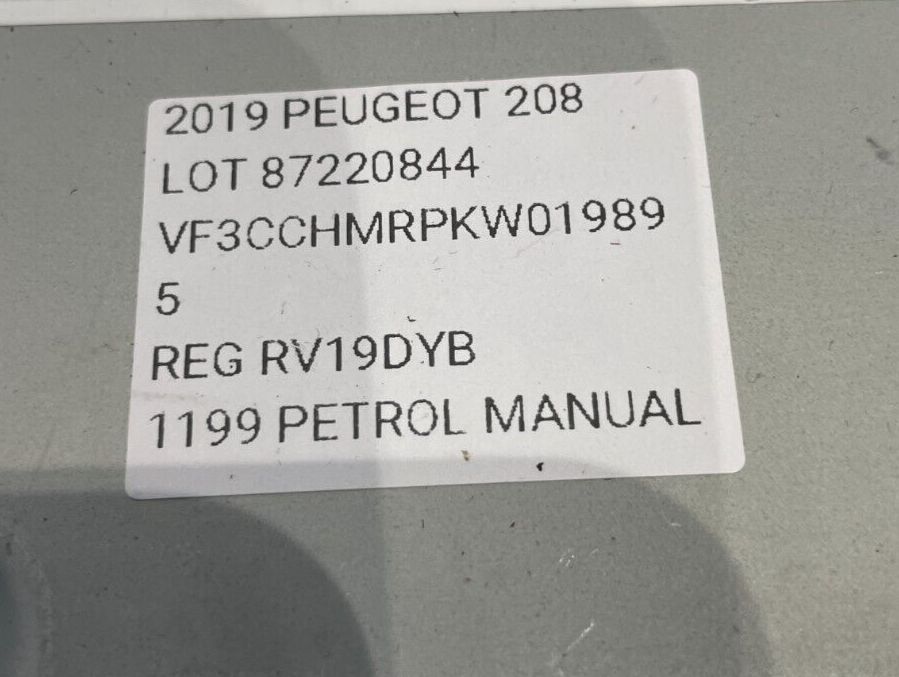 2019 PEUGEOT 208
LOT 87220844
VF3CCHMRPKW01989
5
REG RV19DYB
1199 PETROL MANUAL